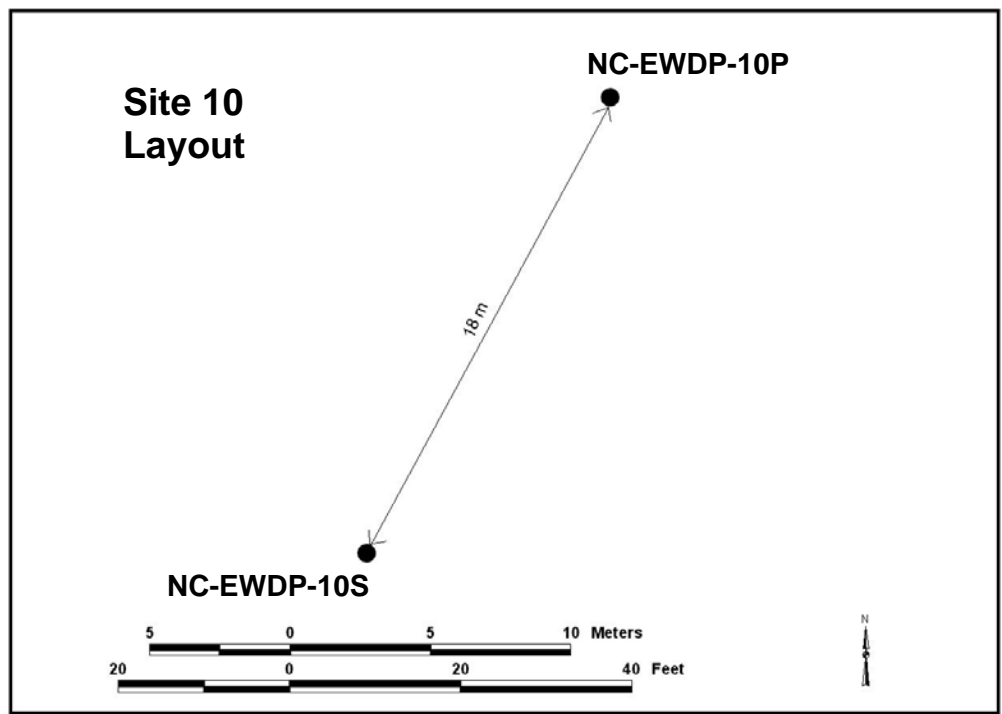 NC-EWDP-10P
Site 10
Layout
18 m
NC-EWDP-10S
5 0 5 10 Meters
20 0 20 40 Feet
N